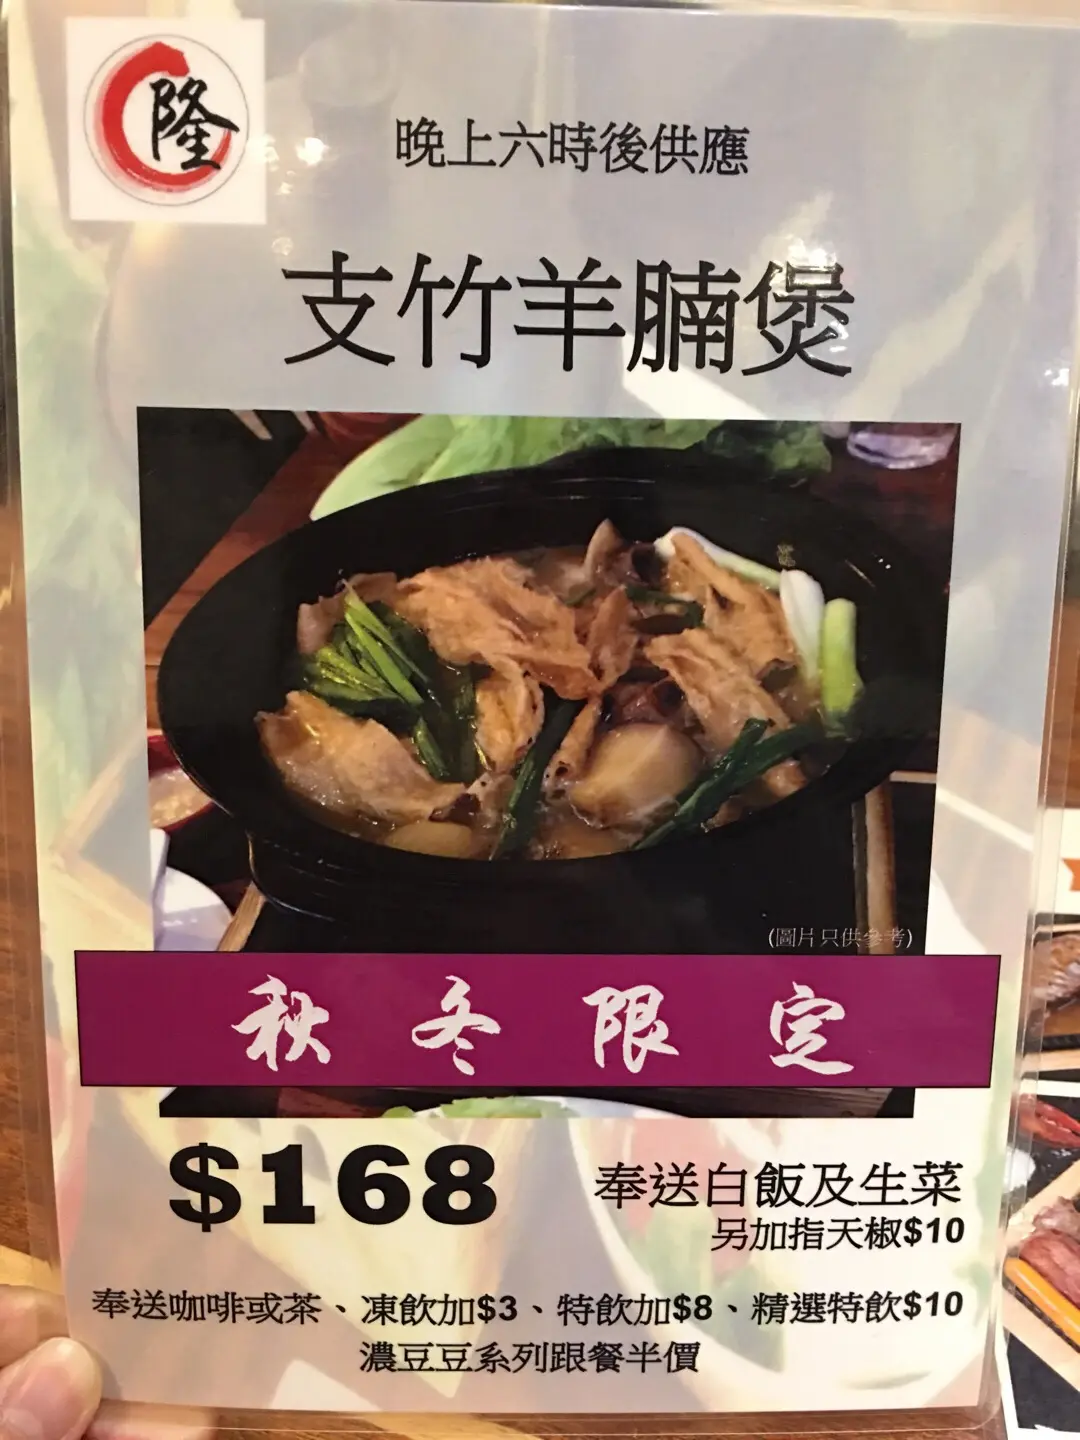 隆
晚上六時後供應
支竹羊腩煲
(圖片只供參考)
秋冬限定
$168
奉送白飯及生菜
另加指天椒$10
奉送咖啡或茶、凍飲加$3、特飲加$8、精選特飲$10
濃豆豆系列跟餐半價